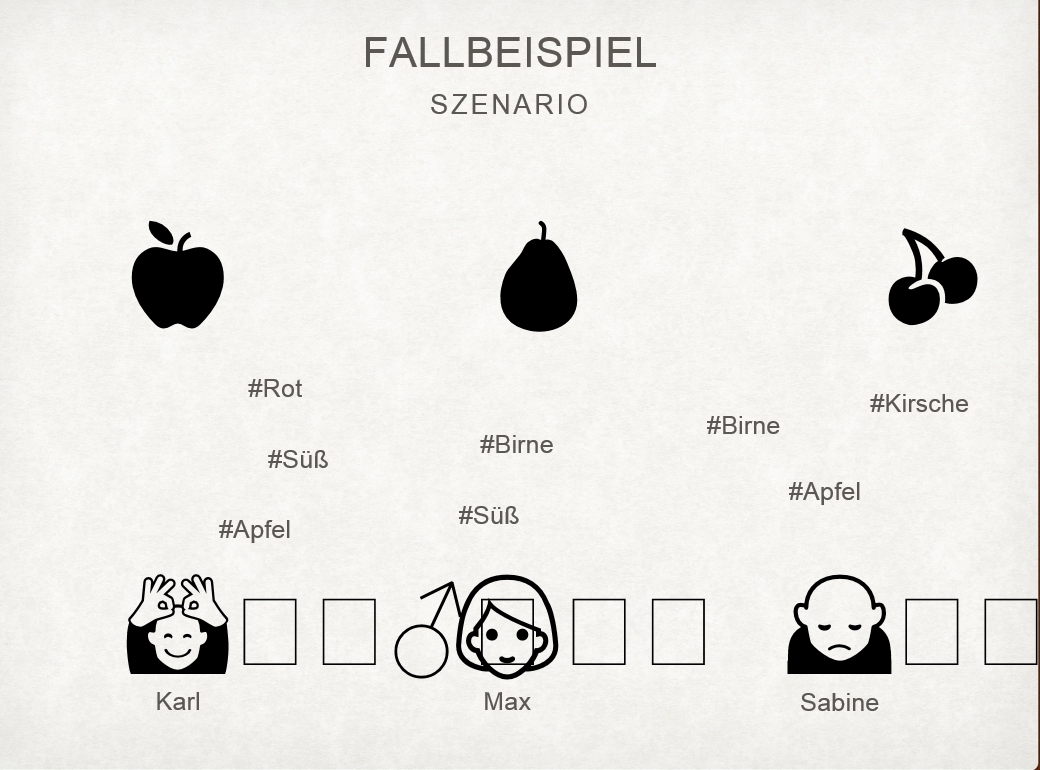 FALLBEISPIEL
SZENARIO
#Rot
#Kirsche
#Birne
#Birne
#Süß
#Apfel
#Süß
#Apfel
Karl
Max
Sabine